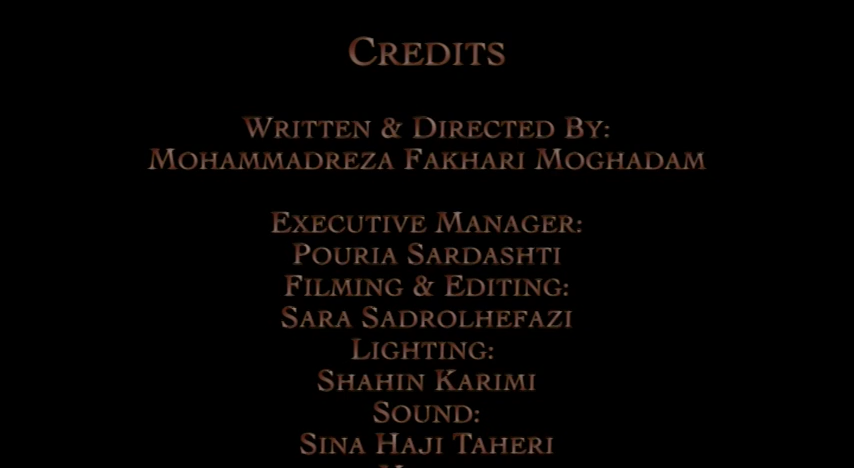 Credits
Written & Directed By:
Mohammadreza Fakhari Moghadam
Executive Manager:
Pouria Sardashti
Filming & Editing:
Sara Sadrolhefazi
Lighting:
Shahin Karimi
Sound:
Sina Haji Taheri